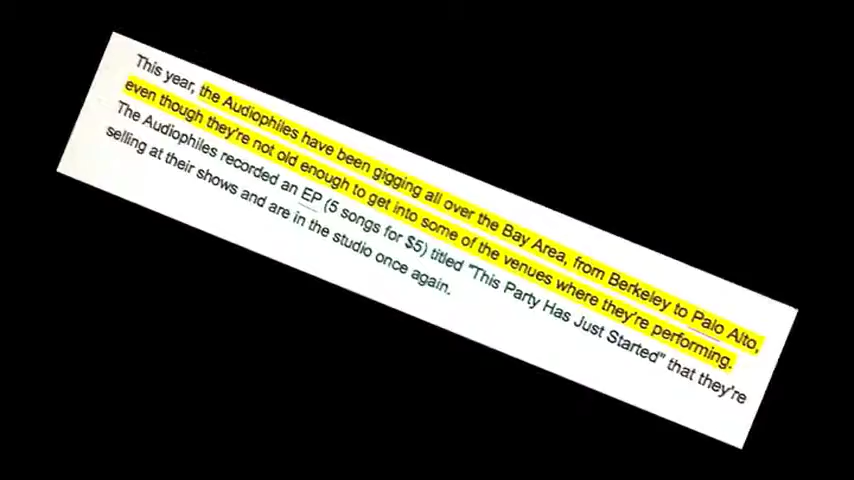 This year, the Audiophiles have been gigging all over the Bay Area, from Berkeley to Palo Alto,
even though they're not old enough to get into some of the venues where they're performing.
The Audiophiles recorded an EP (5 songs for $5) titled "This Party Has Just Started" that they're
selling at their shows and are in the studio once again.